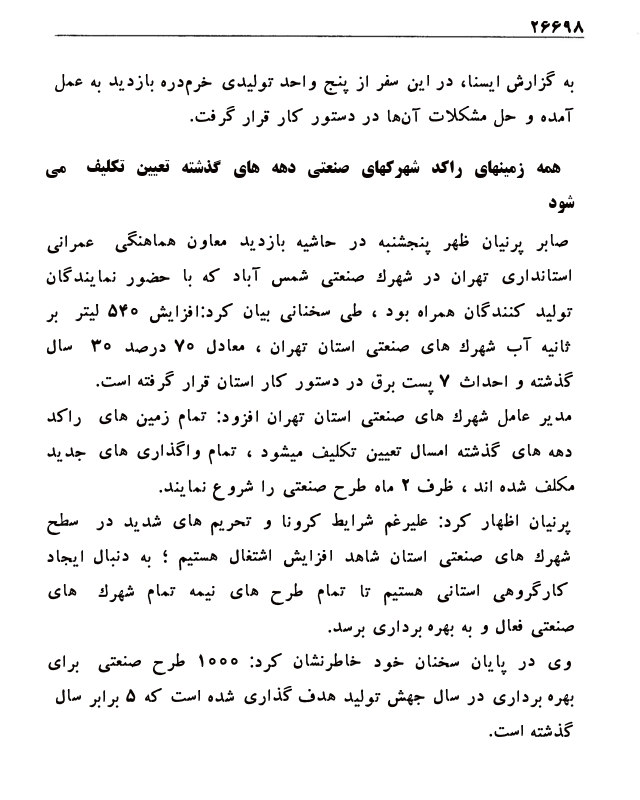 ۲۶۶۹۸
به گزارش ایسنا، در این سفر از پنج واحد تولیدی خرم‌دره بازدید به عمل
آمده و حل مشکلات آن‌ها در دستور کار قرار گرفت.
همه زمینهای راکد شهرکهای صنعتی دهه های گذشته تعیین تکلیف می
شود
صابر پرنیان ظهر پنجشنبه در حاشیه بازدید معاون هماهنگی عمرانی
استانداری تهران در شهرك صنعتی شمس آباد که با حضور نمایندگان
تولید کنندگان همراه بود ، طی سخنانی بیان کرد:افزایش ۵۴۰ لیتر بر
ثانیه آب شهرك های صنعتی استان تهران ، معادل ۷۰ درصد ۳۰ سال
گذشته و احداث ۷ پست برق در دستور کار استان قرار گرفته است.
مدیر عامل شهرك های صنعتی استان تهران افزود: تمام زمین های راکد
دهه های گذشته امسال تعیین تکلیف میشود ، تمام واگذاری های جدید
مکلف شده اند ، ظرف ۲ ماه طرح صنعتی را شروع نمایند.
پرنیان اظهار کرد: علیرغم شرایط کرونا و تحریم های شدید در سطح
شهرك های صنعتی استان شاهد افزایش اشتغال هستیم ؛ به دنبال ایجاد
کارگروهی استانی هستیم تا تمام طرح های نیمه تمام شهرك های
صنعتی فعال و به بهره برداری برسد.
وی در پایان سخنان خود خاطرنشان کرد: ۱۰۰۰ طرح صنعتی برای
بهره برداری در سال جهش تولید هدف گذاری شده است که ۵ برابر سال
گذشته است.